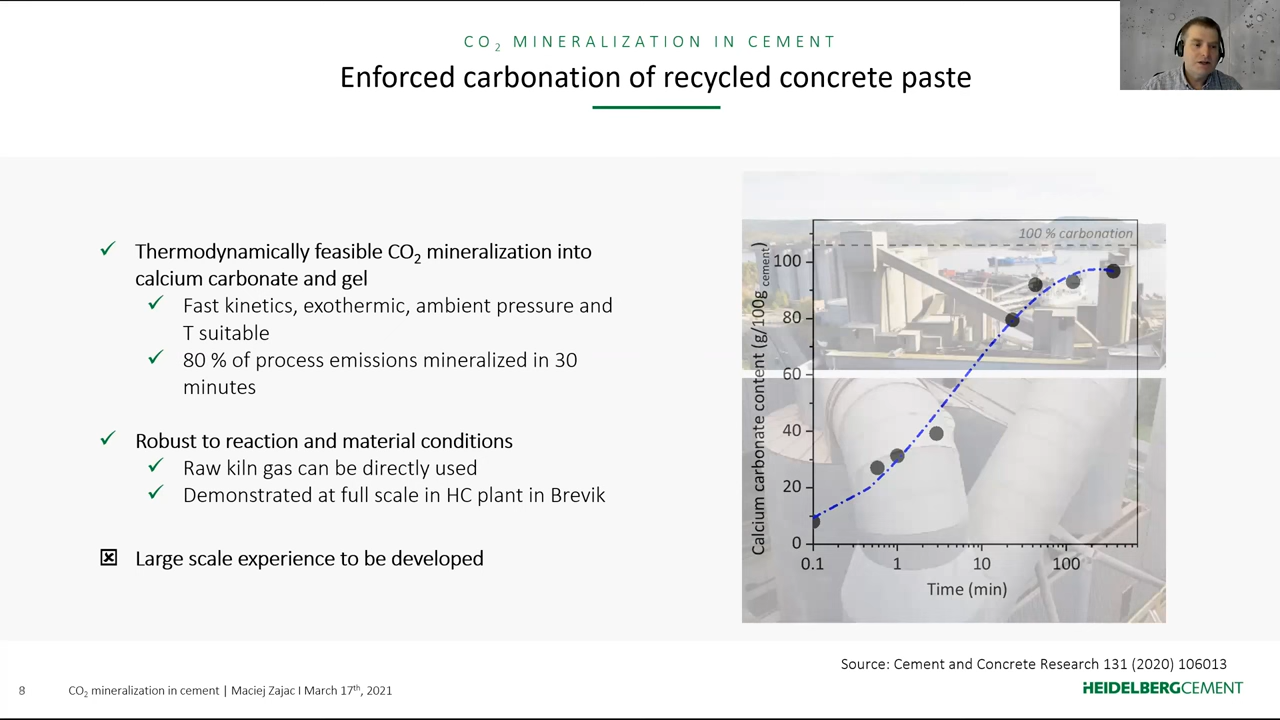 CO₂ MINERALIZATION IN CEMENT
Enforced carbonation of recycled concrete paste
Thermodynamically feasible CO₂ mineralization into
calcium carbonate and gel
Fast kinetics, exothermic, ambient pressure and
T suitable
80 % of process emissions mineralized in 30
minutes
Robust to reaction and material conditions
Raw kiln gas can be directly used
Demonstrated at full scale in HC plant in Brevik
Large scale experience to be developed
100 % carbonation
Calcium carbonate content (g/100g cement)
100
80
60
40
20
0
0.1 1 10 100
Time (min)
Source: Cement and Concrete Research 131 (2020) 106013
8 CO₂ mineralization in cement | Maciej Zajac I March 17th, 2021
HEIDELBERGCEMENT